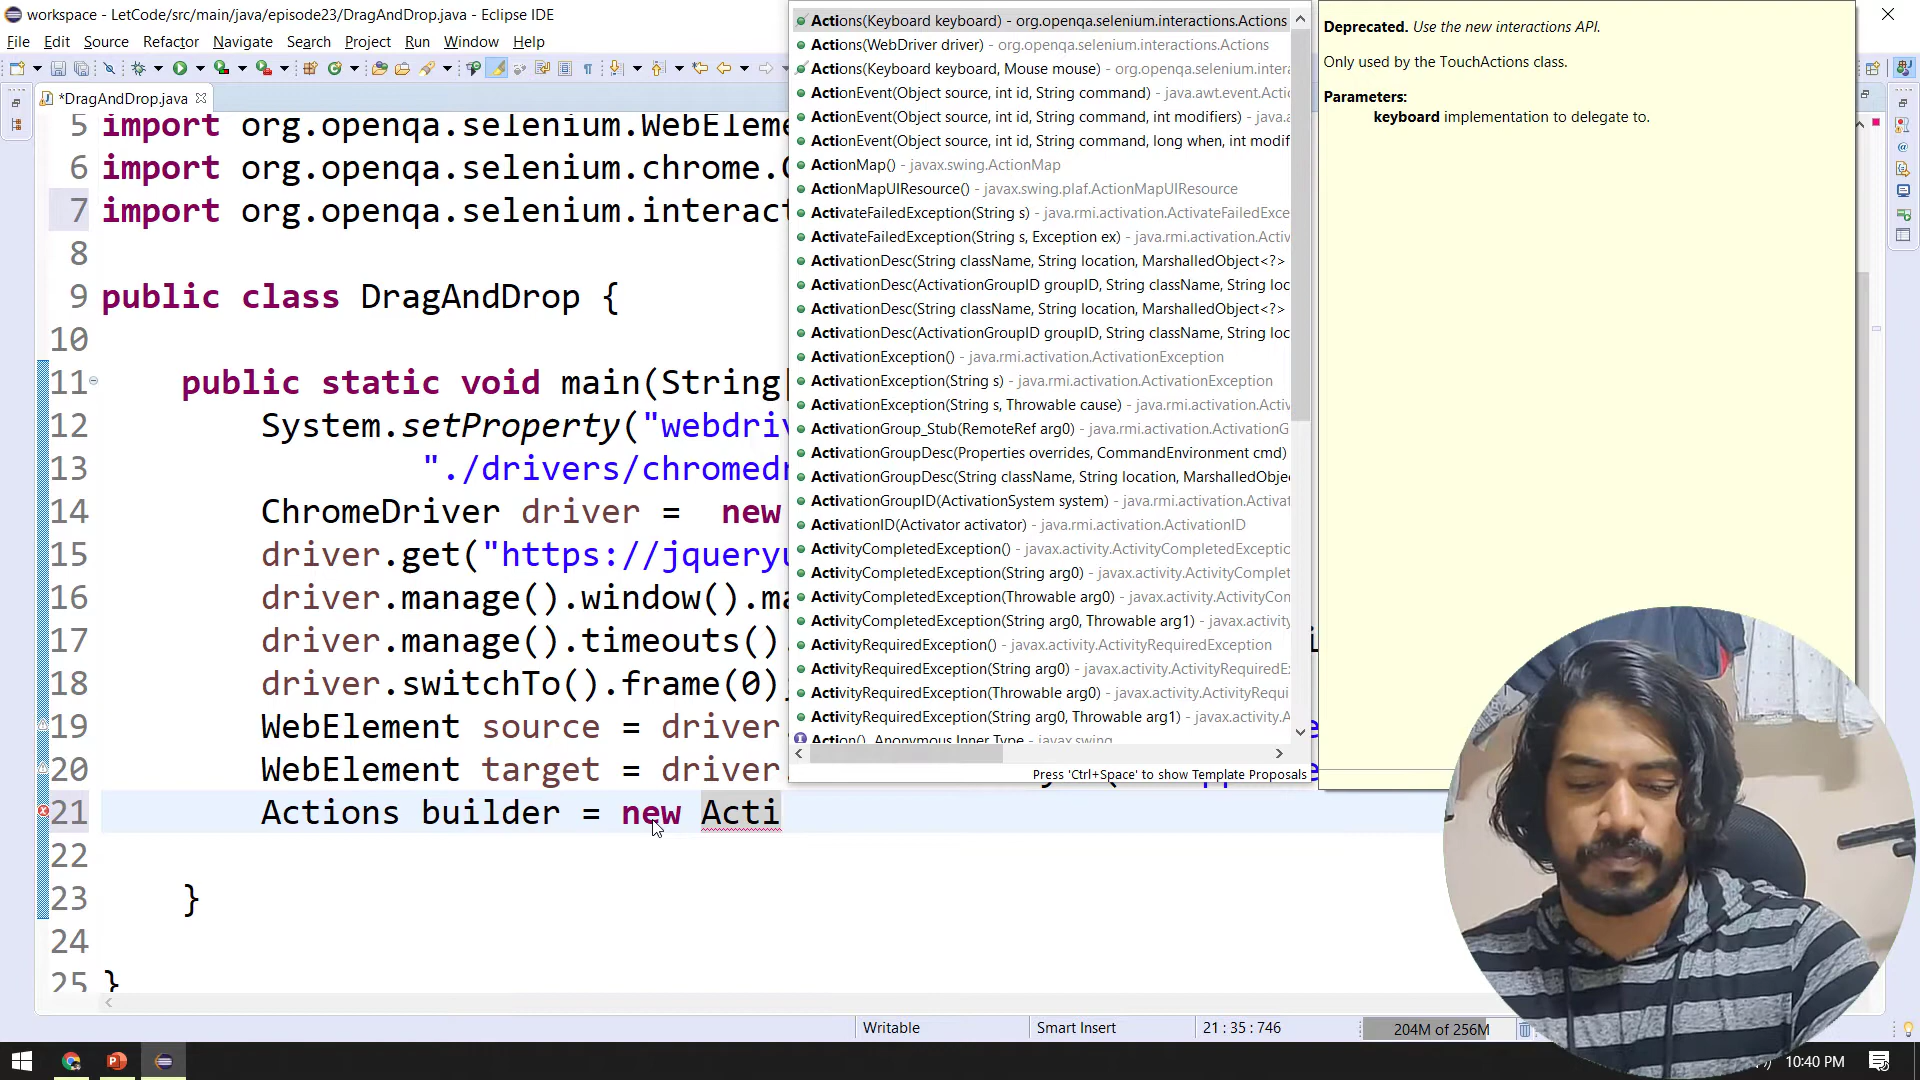 workspace - LetCode/src/main/java/episode23/DragAndDrop.java - Eclipse IDE
File Edit Source Refactor Navigate Search Project Run Window Help
*DragAndDrop.java
5 import org.openqa.selenium.WebEleme
6 import org.openqa.selenium.chrome.
7 import org.openqa.selenium.interact
8
9 public class DragAndDrop {
10
11 public static void main(String
12 System.setProperty("webdriv
13 "./drivers/chromedr
14 ChromeDriver driver = new
15 driver.get("https://jqueryu
16 driver.manage().window().ma
17 driver.manage().timeouts().
18 driver.switchTo().frame(0)
19 WebElement source = driver
20 WebElement target = driver
21 Actions builder = new Acti
22
23 }
24
25 }
Actions(Keyboard keyboard) - org.openqa.selenium.interactions.Actions
Actions(WebDriver driver) - org.openqa.selenium.interactions.Actions
Actions(Keyboard keyboard, Mouse mouse) - org.openqa.selenium.intera
ActionEvent(Object source, int id, String command) - java.awt.event.Actio
ActionEvent(Object source, int id, String command, int modifiers) - java.a
ActionEvent(Object source, int id, String command, long when, int modif
ActionMap() - javax.swing.ActionMap
ActionMapUIResource() - javax.swing.plaf.ActionMapUIResource
ActivateFailedException(String s) - java.rmi.activation.ActivateFailedExce
ActivateFailedException(String s, Exception ex) - java.rmi.activation.Activ
ActivationDesc(String className, String location, MarshalledObject<?>
ActivationDesc(ActivationGroupID groupID, String className, String loc
ActivationDesc(String className, String location, MarshalledObject<?>
ActivationDesc(ActivationGroupID groupID, String className, String loc
ActivationException() - java.rmi.activation.ActivationException
ActivationException(String s) - java.rmi.activation.ActivationException
ActivationException(String s, Throwable cause) - java.rmi.activation.Activ
ActivationGroup_Stub(RemoteRef arg0) - java.rmi.activation.ActivationG
ActivationGroupDesc(Properties overrides, CommandEnvironment cmd)
ActivationGroupDesc(String className, String location, MarshalledObje
ActivationGroupID(ActivationSystem system) - java.rmi.activation.Activat
ActivationID(Activator activator) - java.rmi.activation.ActivationID
ActivityCompletedException() - javax.activity.ActivityCompletedExceptio
ActivityCompletedException(String arg0) - javax.activity.ActivityComplet
ActivityCompletedException(Throwable arg0) - javax.activity.ActivityCon
ActivityCompletedException(String arg0, Throwable arg1) - javax.activity
ActivityRequiredException() - javax.activity.ActivityRequiredException
ActivityRequiredException(String arg0) - javax.activity.ActivityRequiredE
ActivityRequiredException(Throwable arg0) - javax.activity.ActivityRequi
ActivityRequiredException(String arg0, Throwable arg1) - javax.activity.A
Action() Anonymous Inner Type - javax.swing
Press 'Ctrl+Space' to show Template Proposals
Deprecated. Use the new interactions API.
Only used by the TouchActions class.
Parameters:
keyboard implementation to delegate to.
Writable Smart Insert 21 : 35 : 746 204M of 256M
10:40 PM